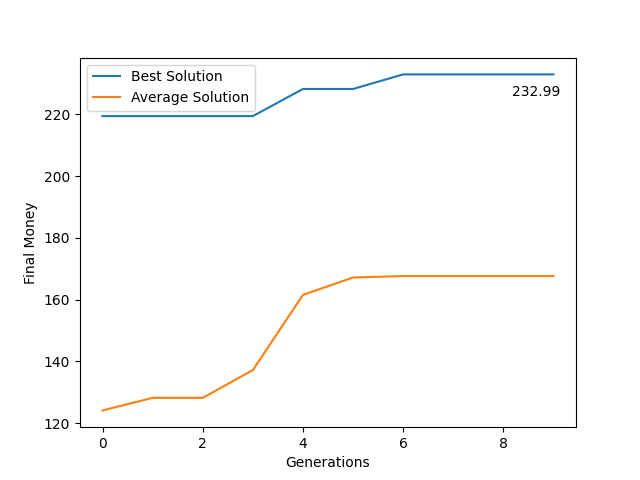 Best Solution
Average Solution
232.99
220
200
180
160
140
120
0 2 4 6 8
Final Money
Generations